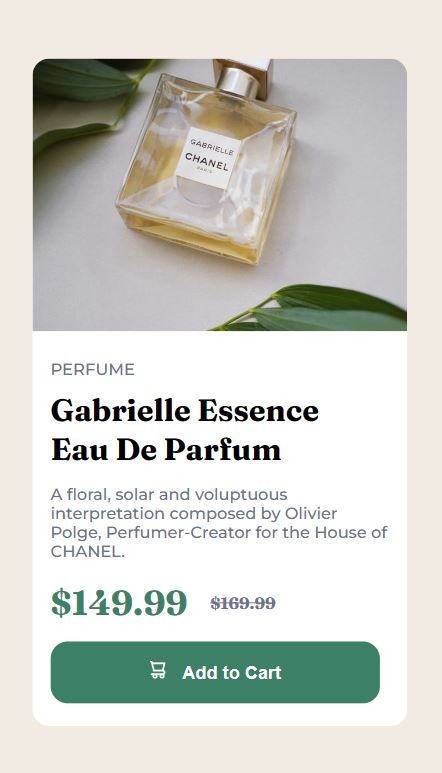 GABRIELLE
CHANEL
PARIS
PERFUME
Gabrielle Essence
Eau De Parfum
A floral, solar and voluptuous
interpretation composed by Olivier
Polge, Perfumer-Creator for the House of
CHANEL.
$149.99 $169.99
Add to Cart